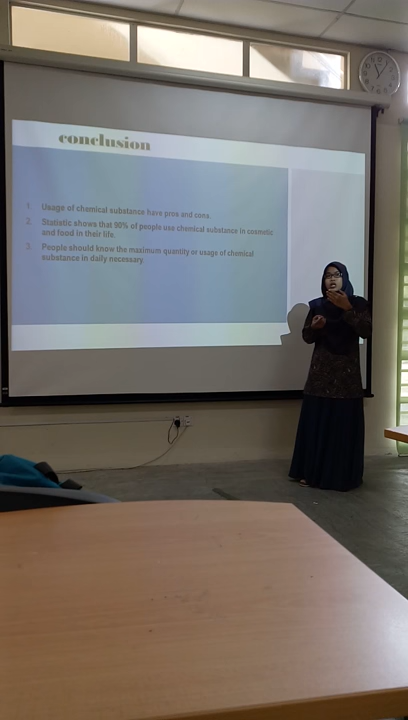 conclusion
1. Usage of chemical substance have pros and cons.
2. Statistic shows that 90% of people use chemical substance in cosmetic
and food in their life.
3. People should know the maximum quantity or usage of chemical
substance in daily necessary.